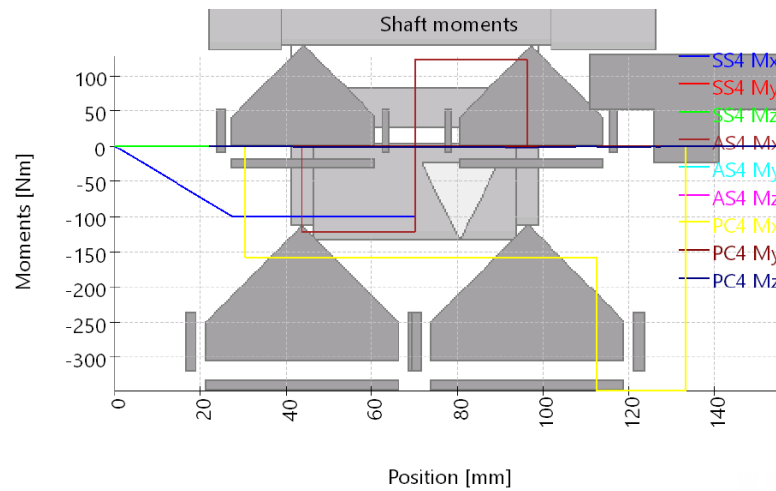 Shaft moments
100
50
0
-50
-100
-150
-200
-250
-300
Moments [Nm]
SS4 Mx
SS4 My
SS4 Mz
AS4 Mx
AS4 My
AS4 Mz
PC4 Mx
PC4 My
PC4 Mz
0
20
40
60
80
100
120
140
Position [mm]